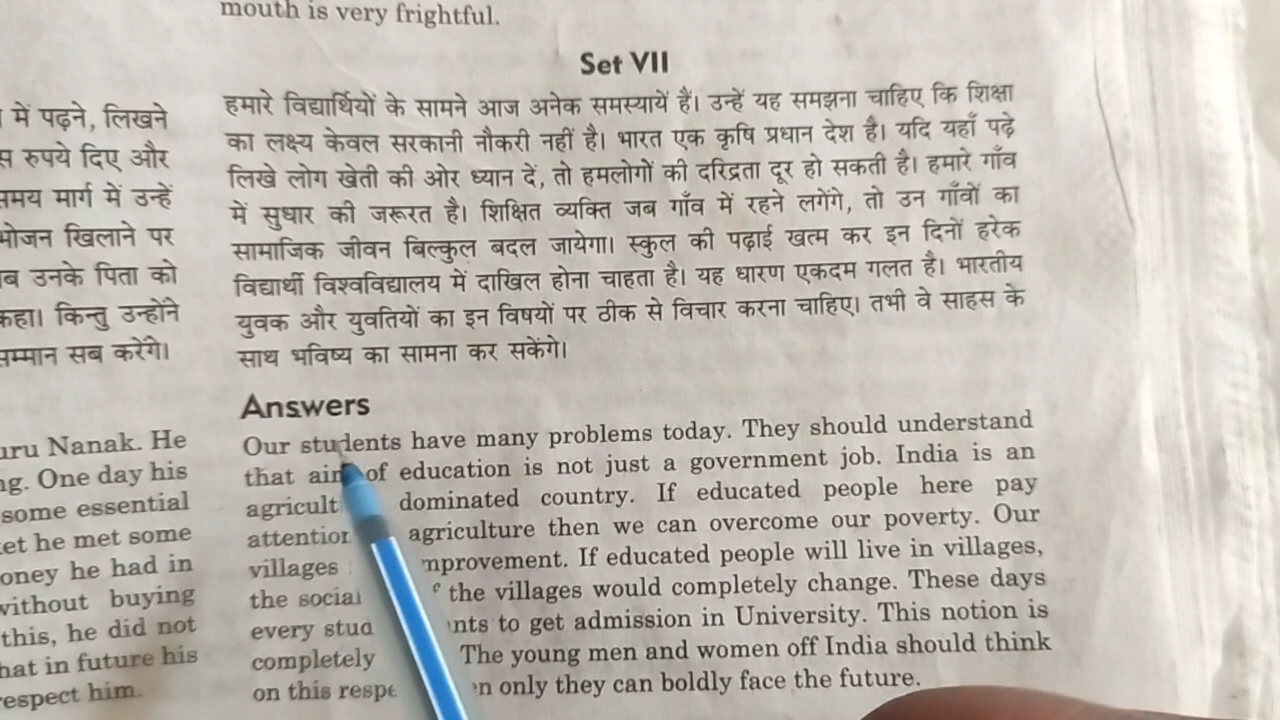 mouth is very frightful.
Set VII
हमारे विद्यार्थियों के सामने आज अनेक समस्यायें हैं। उन्हें यह समझना चाहिए कि शिक्षा
का लक्ष्य केवल सरकानी नौकरी नहीं है। भारत एक कृषि प्रधान देश है। यदि यहाँ पढ़े
लिखे लोग खेती की ओर ध्यान दें, तो हमलोगों की दरिद्रता दूर हो सकती है। हमारे गाँव
में सुधार की जरूरत है। शिक्षित व्यक्ति जब गाँव में रहने लगेंगे, तो उन गाँवों का
सामाजिक जीवन बिल्कुल बदल जायेगा। स्कुल की पढ़ाई खत्म कर इन दिनों हरेक
विद्यार्थी विश्वविद्यालय में दाखिल होना चाहता है। यह धारण एकदम गलत है। भारतीय
युवक और युवतियों का इन विषयों पर ठीक से विचार करना चाहिए। तभी वे साहस के
साथ भविष्य का सामना कर सकेंगे।
Answers
Our students have many problems today. They should understand
that aim of education is not just a government job. India is an
agricult dominated country. If educated people here pay
attention agriculture then we can overcome our poverty. Our
villages mprovement. If educated people will live in villages,
the social the villages would completely change. These days
every stud nts to get admission in University. This notion is
completely The young men and women off India should think
on this respe n only they can boldly face the future.
में पढ़ने, लिखने
रुपये दिए और
मार्ग में उन्हें
खिलाने पर
उनके पिता को
कहा। किन्तु उन्होंने
सम्मान सब करेंगे।
uru Nanak. He
ng. One day his
some essential
he met some
oney he had in
without buying
this, he did not
hat in future his
respect him.